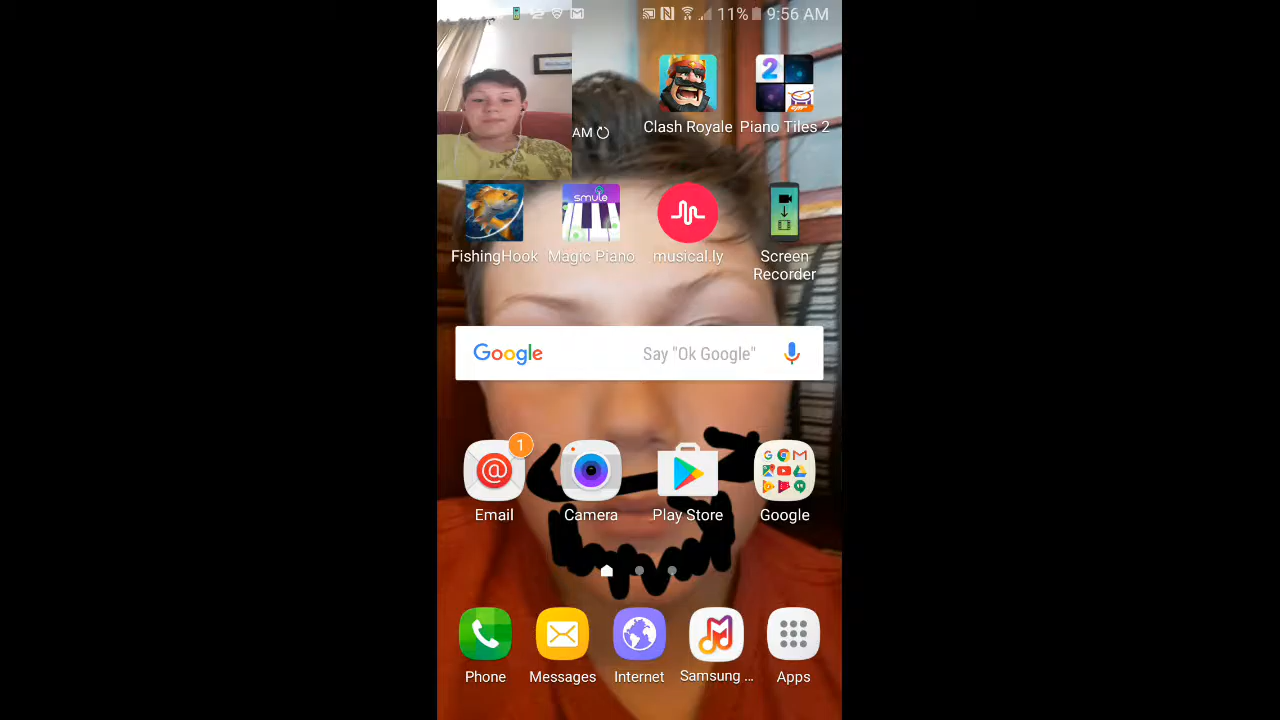 11% 9:56 AM
AM
2
Clash Royale Piano Tiles 2
smule
FishingHook Magic Piano musical.ly Screen
Recorder
Google Say "Ok Google"
1
@
Email Camera Play Store Google
Phone Messages Internet Samsung ... Apps